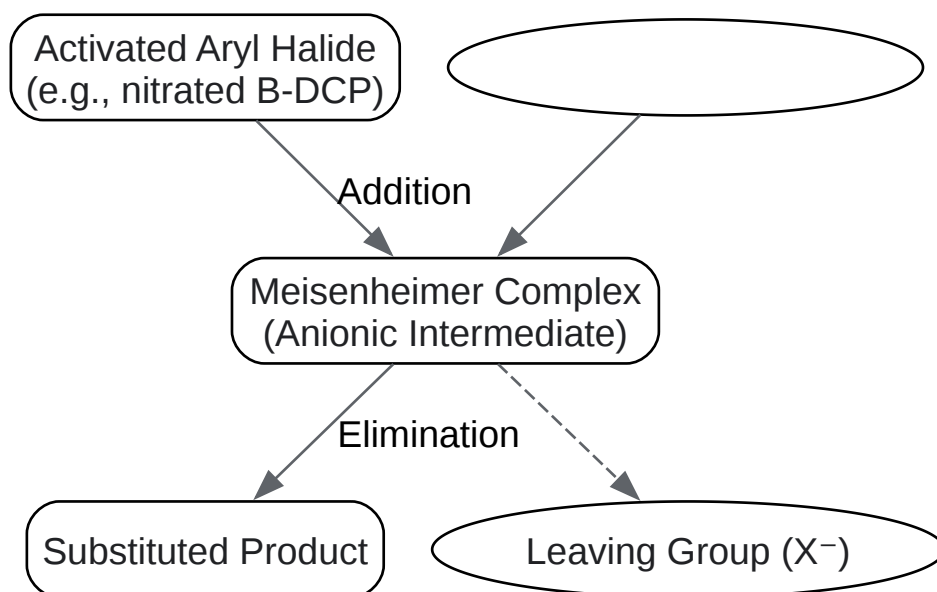 Activated Aryl Halide
(e.g., nitrated B-DCP)
Addition
Meisenheimer Complex
(Anionic Intermediate)
Elimination
Substituted Product
Leaving Group (X⁻)